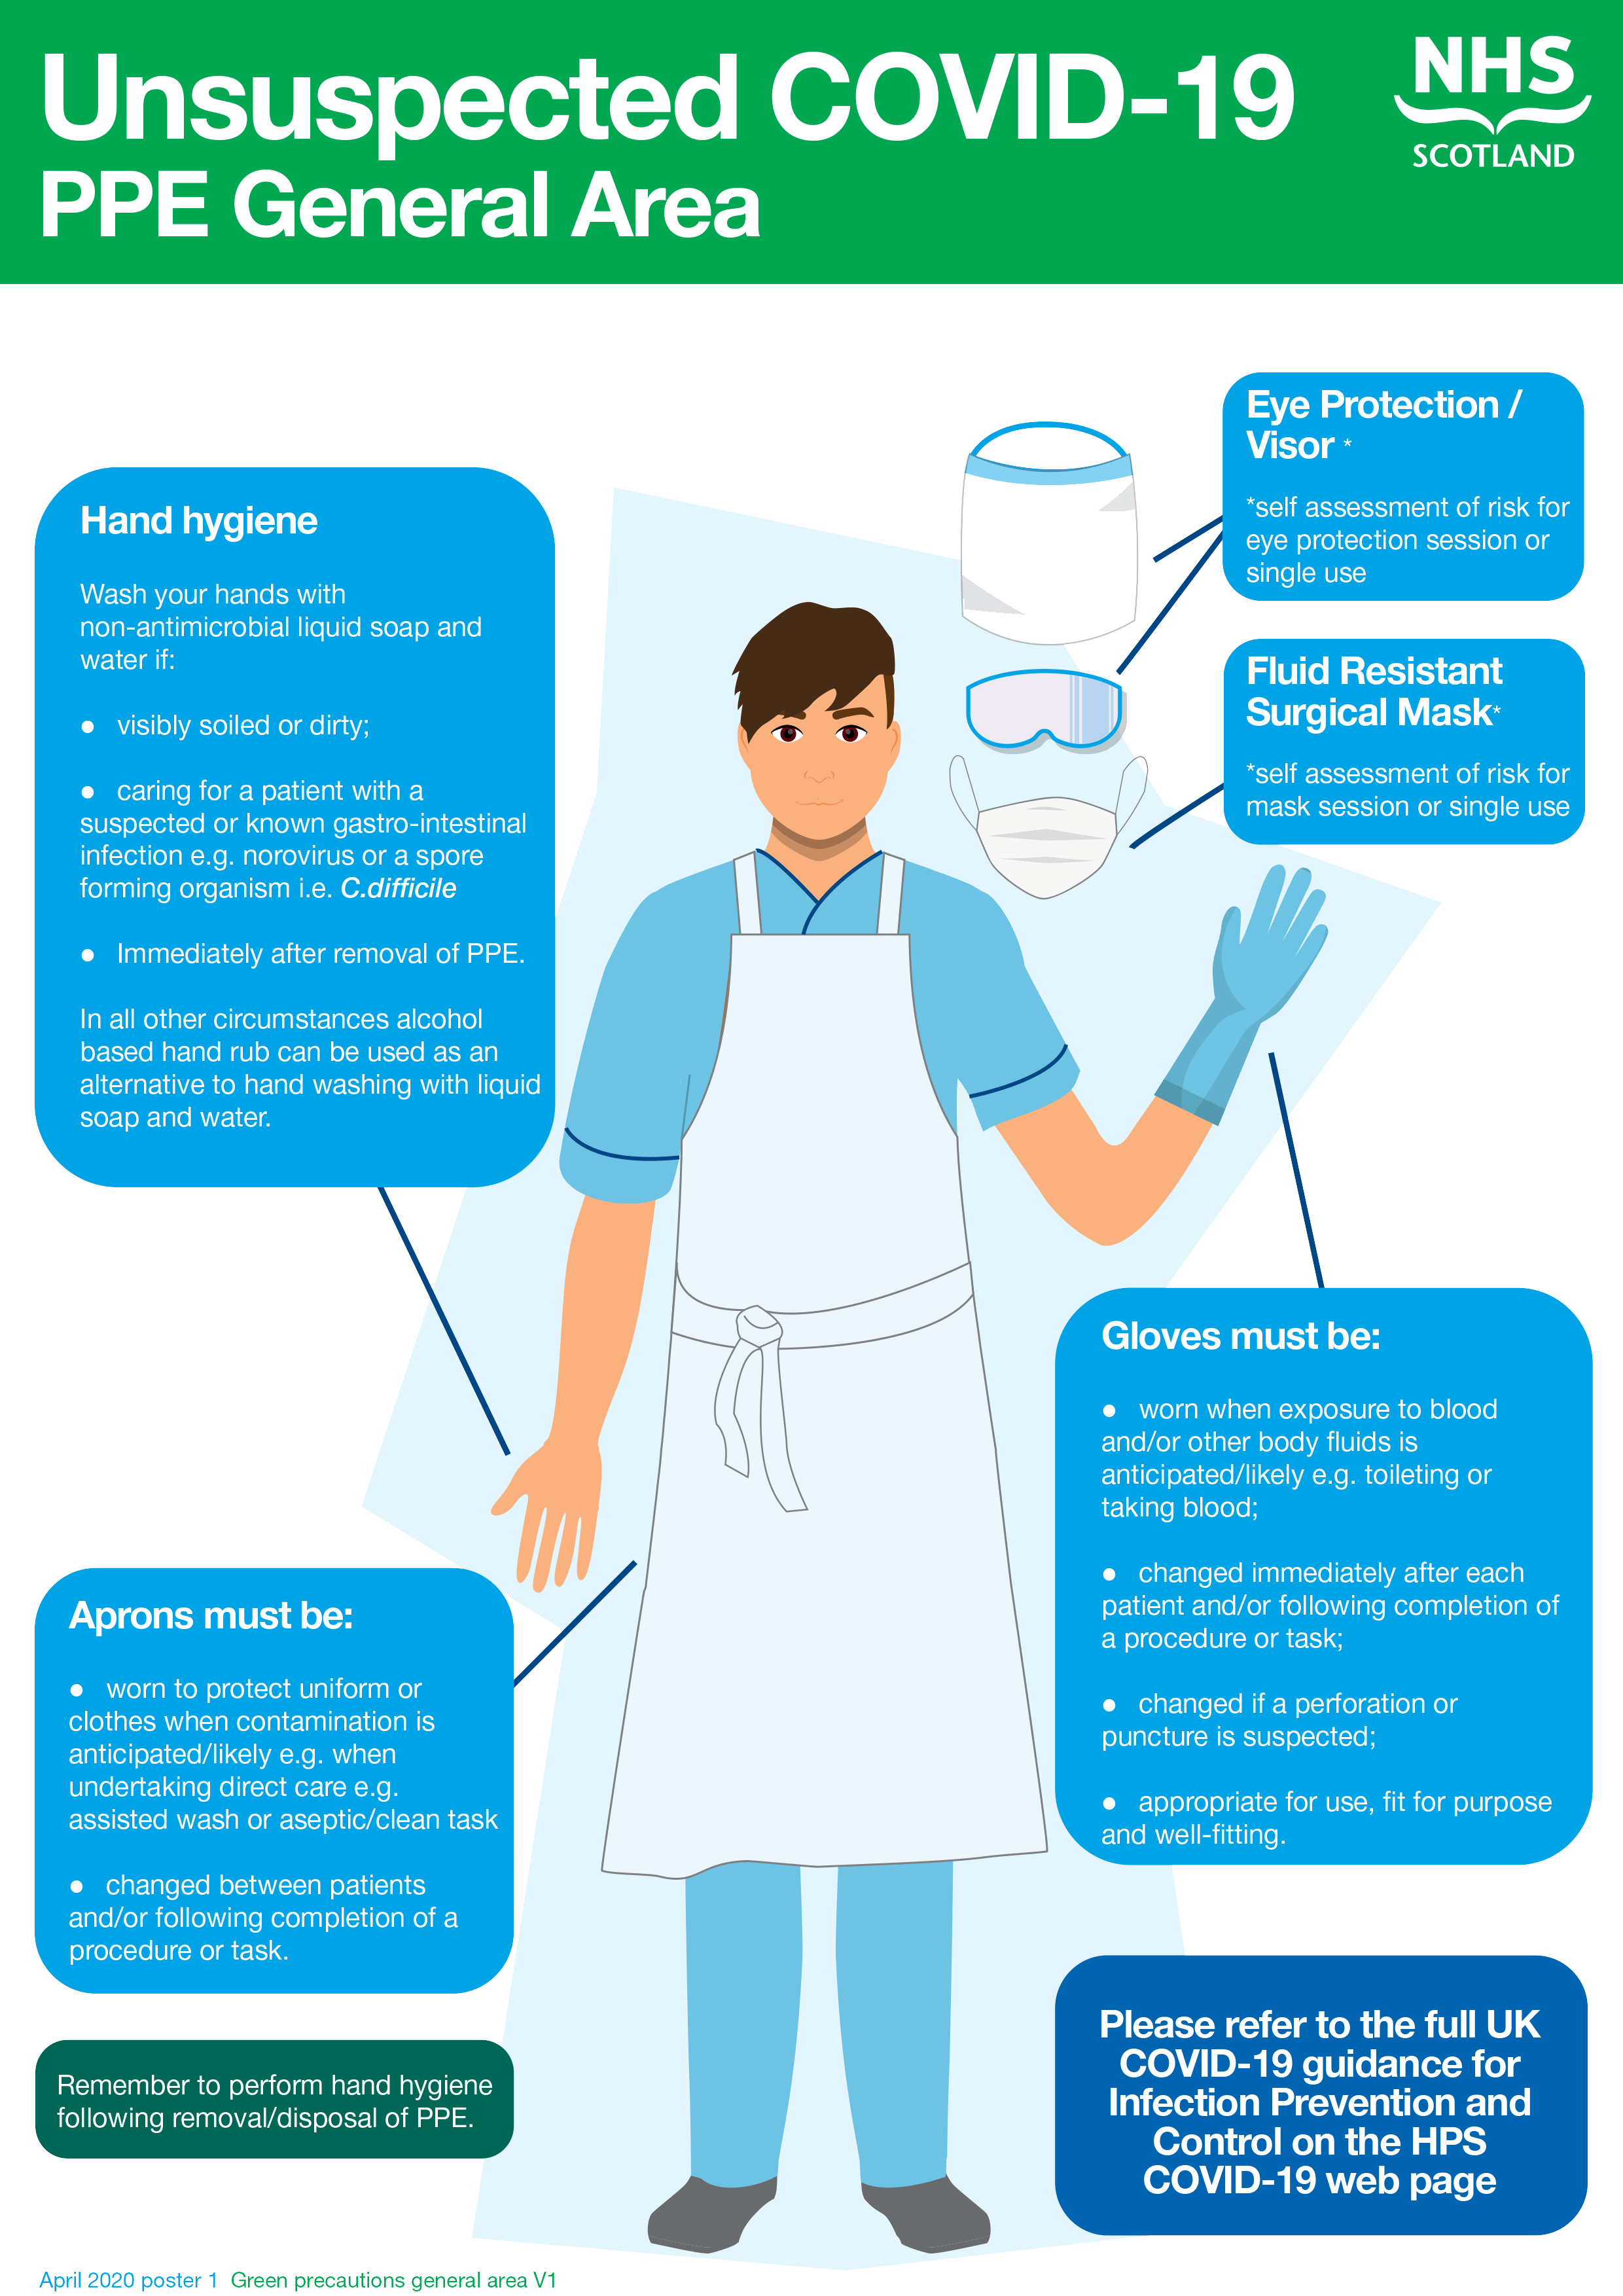 Unsuspected COVID-19
PPE General Area
NHS
SCOTLAND
Eye Protection /
Visor *
*self assessment of risk for
eye protection session or
single use
Fluid Resistant
Surgical Mask*
*self assessment of risk for
mask session or single use
Hand hygiene
Wash your hands with
non-antimicrobial liquid soap and
water if:
● visibly soiled or dirty;
● caring for a patient with a
suspected or known gastro-intestinal
infection e.g. norovirus or a spore
forming organism i.e. C.difficile
● Immediately after removal of PPE.
In all other circumstances alcohol
based hand rub can be used as an
alternative to hand washing with liquid
soap and water.
Gloves must be:
● worn when exposure to blood
and/or other body fluids is
anticipated/likely e.g. toileting or
taking blood;
● changed immediately after each
patient and/or following completion of
a procedure or task;
● changed if a perforation or
puncture is suspected;
● appropriate for use, fit for purpose
and well-fitting.
Aprons must be:
● worn to protect uniform or
clothes when contamination is
anticipated/likely e.g. when
undertaking direct care e.g.
assisted wash or aseptic/clean task
● changed between patients
and/or following completion of a
procedure or task.
Remember to perform hand hygiene
following removal/disposal of PPE.
Please refer to the full UK
COVID-19 guidance for
Infection Prevention and
Control on the HPS
COVID-19 web page
April 2020 poster 1 Green precautions general area V1